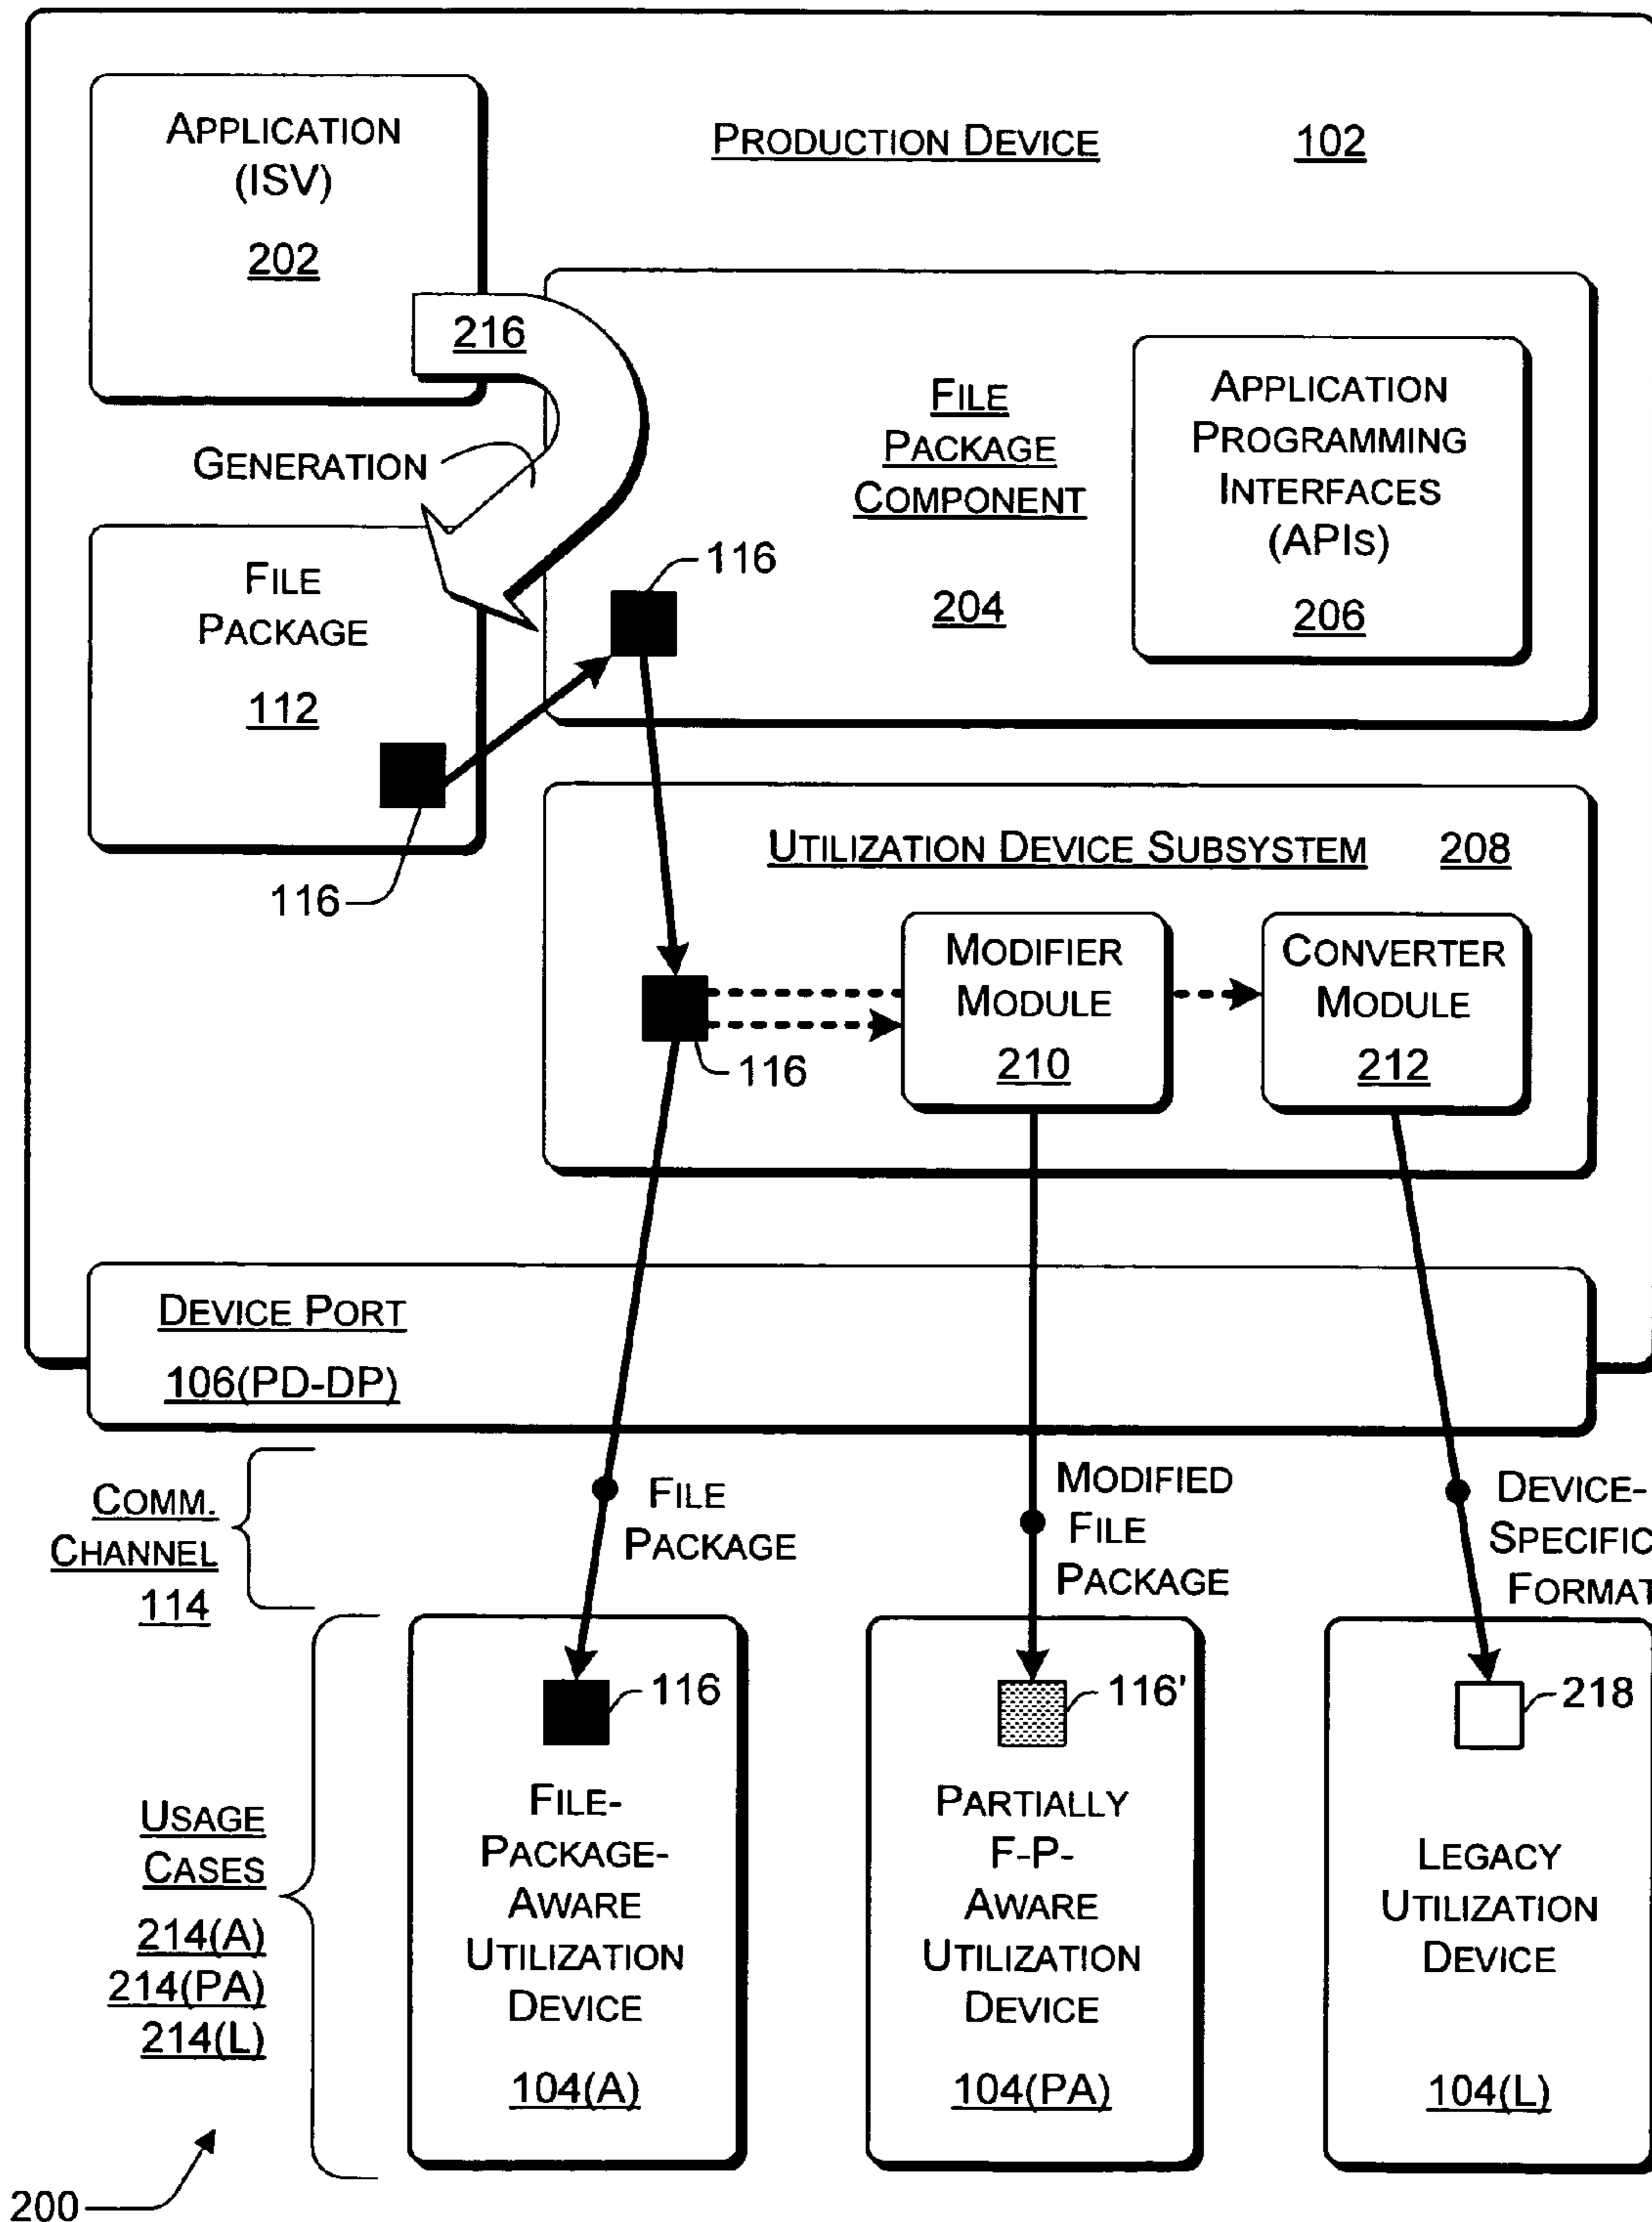 APPLICATION
(ISV)
202
PRODUCTION DEVICE 102
216
GENERATION
FILE
PACKAGE
COMPONENT
204
APPLICATION
PROGRAMMING
INTERFACES
(APIS)
206
FILE
PACKAGE
112
116
116
UTILIZATION DEVICE SUBSYSTEM 208
116
MODIFIER
MODULE
210
CONVERTER
MODULE
212
DEVICE PORT
106(PD-DP)
COMM.
CHANNEL
114
FILE
PACKAGE
MODIFIED
FILE
PACKAGE
DEVICE-
SPECIFIC
FORMAT
USAGE
CASES
214(A)
214(PA)
214(L)
116
FILE-
PACKAGE-
AWARE
UTILIZATION
DEVICE
104(A)
116'
PARTIALLY
F-P-
AWARE
UTILIZATION
DEVICE
104(PA)
218
LEGACY
UTILIZATION
DEVICE
104(L)
200